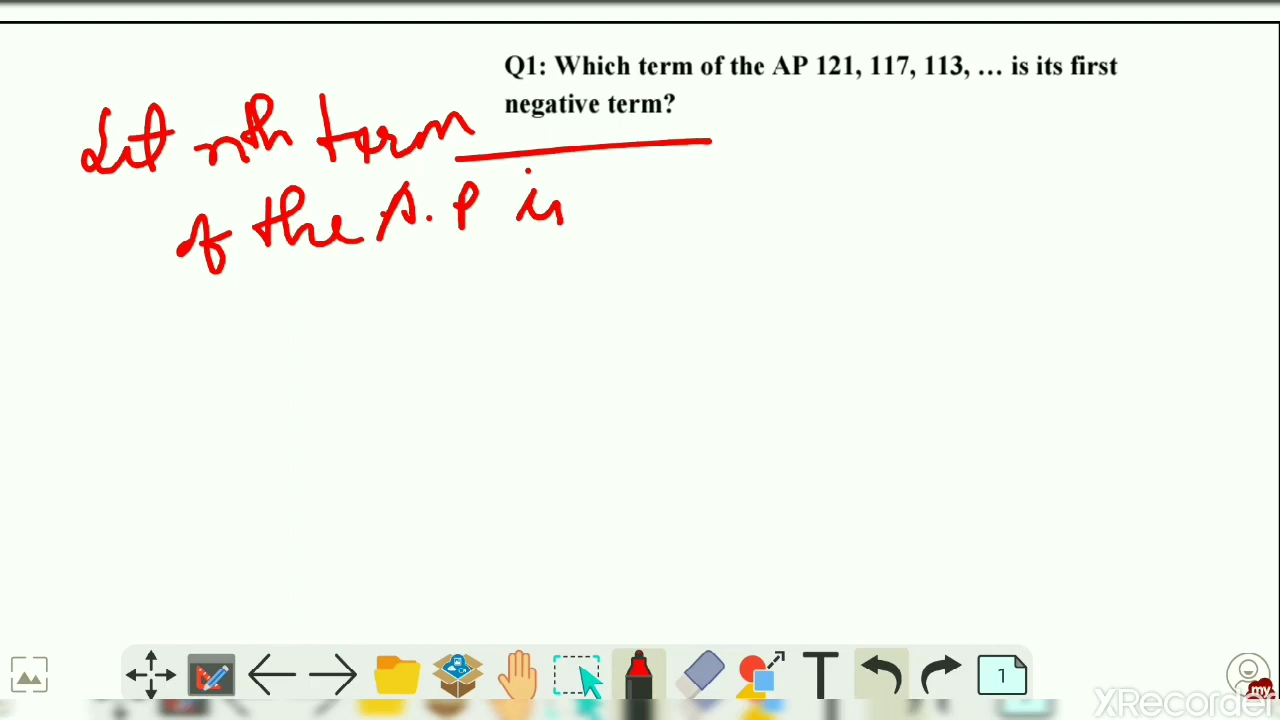 Q1: Which term of the AP 121, 117, 113, … is its first
negative term?
Let nth term
of the A.P is
1
my
XRecorder